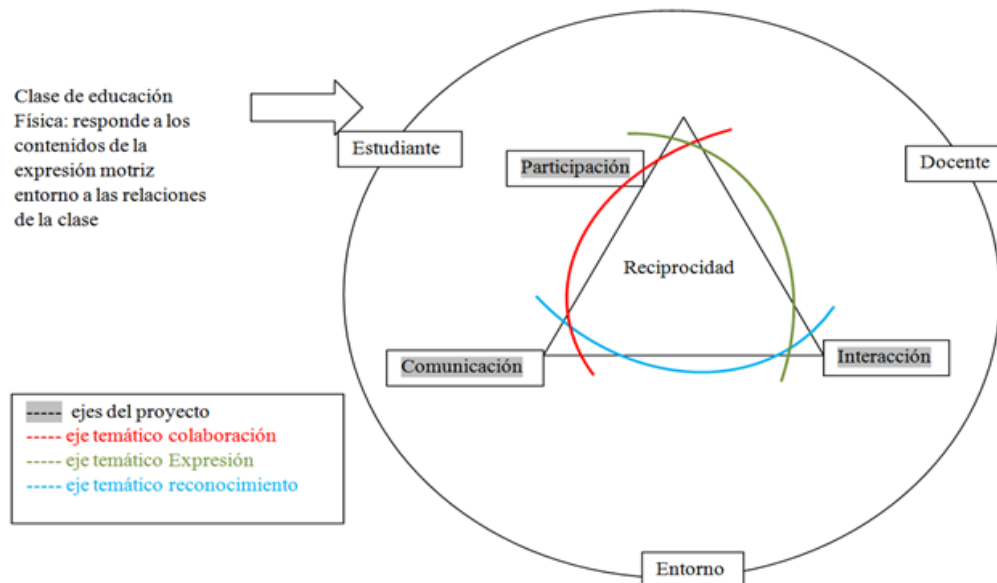 Clase de educación
Física: responde a los
contenidos de la
expresión motriz
entorno a las relaciones
de la clase
Estudiante
Docente
Participación
Reciprocidad
Comunicación
Interacción
----- ejes del proyecto
----- eje temático colaboración
----- eje temático Expresión
----- eje temático reconocimiento
Entorno